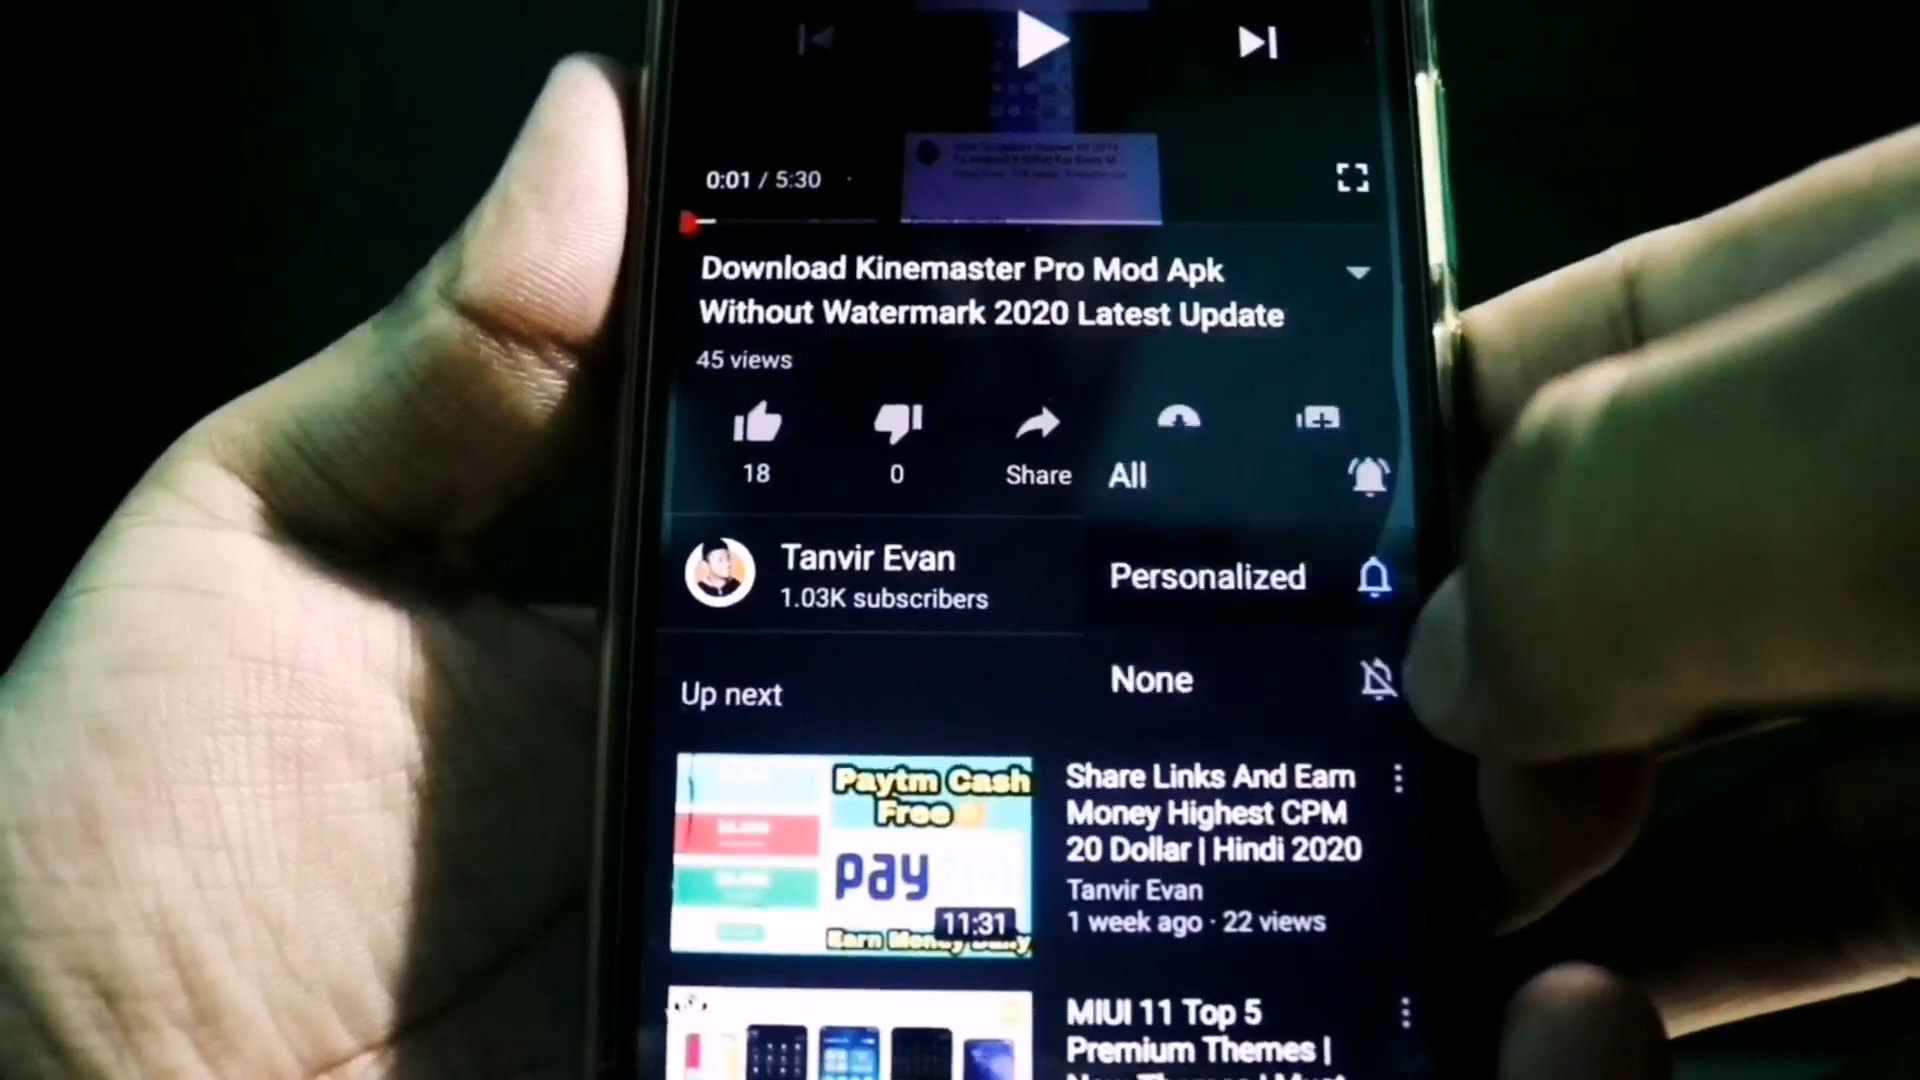 0:01 / 5:30
Download Kinemaster Pro Mod Apk
Without Watermark 2020 Latest Update
45 views
18
0
Share
All
Tanvir Evan
1.03K subscribers
Personalized
None
Up next
Paytm Cash
Free
pay
11:31
Earn Money Daily
Share Links And Earn
Money Highest CPM
20 Dollar | Hindi 2020
Tanvir Evan
1 week ago · 22 views
MIUI 11 Top 5
Premium Themes |